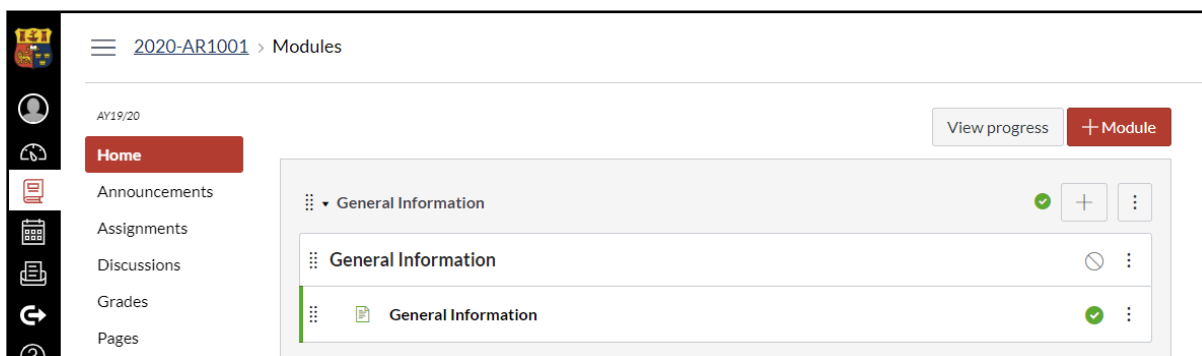 2020-AR1001 > Modules
AY19/20
View progress
+ Module
Home
Announcements
General Information
Assignments
General Information
Discussions
Grades
General Information
Pages